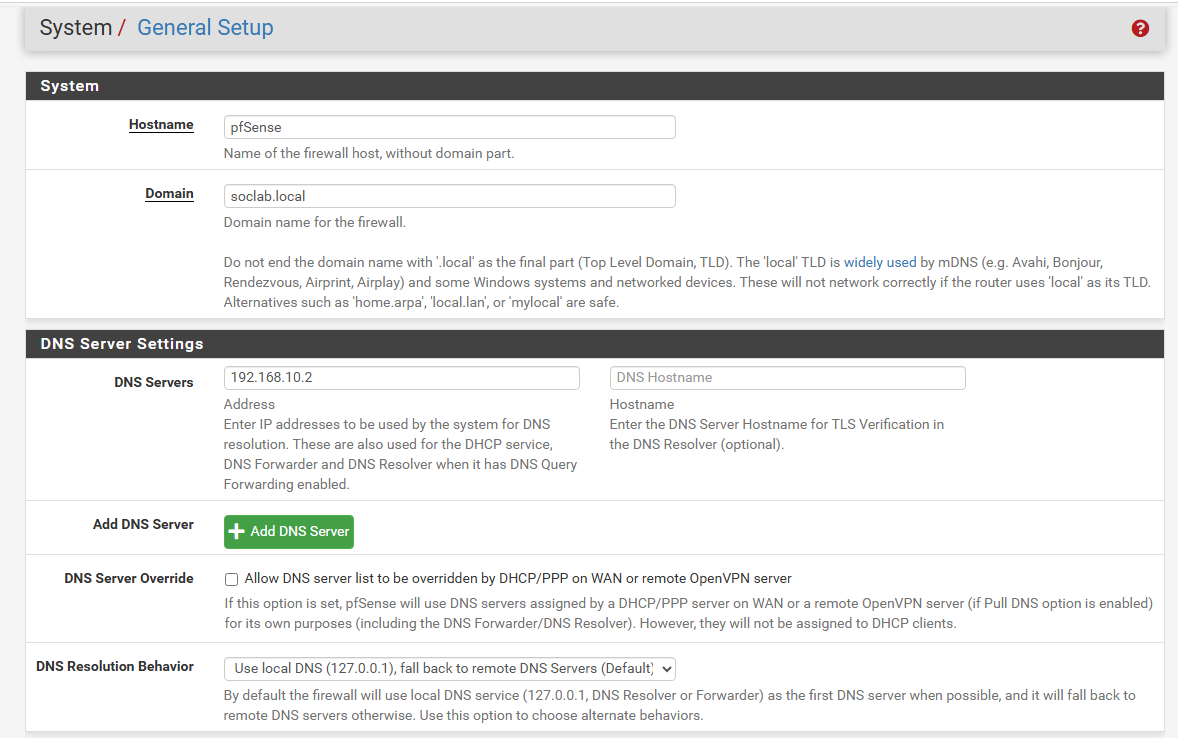 System / General Setup
System
Hostname
pfSense
Name of the firewall host, without domain part.
Domain
soclab.local
Domain name for the firewall.
Do not end the domain name with '.local' as the final part (Top Level Domain, TLD). The 'local' TLD is widely used by mDNS (e.g. Avahi, Bonjour,
Rendezvous, Airprint, Airplay) and some Windows systems and networked devices. These will not network correctly if the router uses 'local' as its TLD.
Alternatives such as 'home.arpa', 'local.lan', or 'mylocal' are safe.
DNS Server Settings
DNS Servers
192.168.10.2
Address
Enter IP addresses to be used by the system for DNS
resolution. These are also used for the DHCP service,
DNS Forwarder and DNS Resolver when it has DNS Query
Forwarding enabled.
DNS Hostname
Hostname
Enter the DNS Server Hostname for TLS Verification in
the DNS Resolver (optional).
Add DNS Server
Add DNS Server
DNS Server Override
Allow DNS server list to be overridden by DHCP/PPP on WAN or remote OpenVPN server
If this option is set, pfSense will use DNS servers assigned by a DHCP/PPP server on WAN or a remote OpenVPN server (if Pull DNS option is enabled)
for its own purposes (including the DNS Forwarder/DNS Resolver). However, they will not be assigned to DHCP clients.
DNS Resolution Behavior
Use local DNS (127.0.0.1), fall back to remote DNS Servers (Default)
By default the firewall will use local DNS service (127.0.0.1, DNS Resolver or Forwarder) as the first DNS server when possible, and it will fall back to
remote DNS servers otherwise. Use this option to choose alternate behaviors.